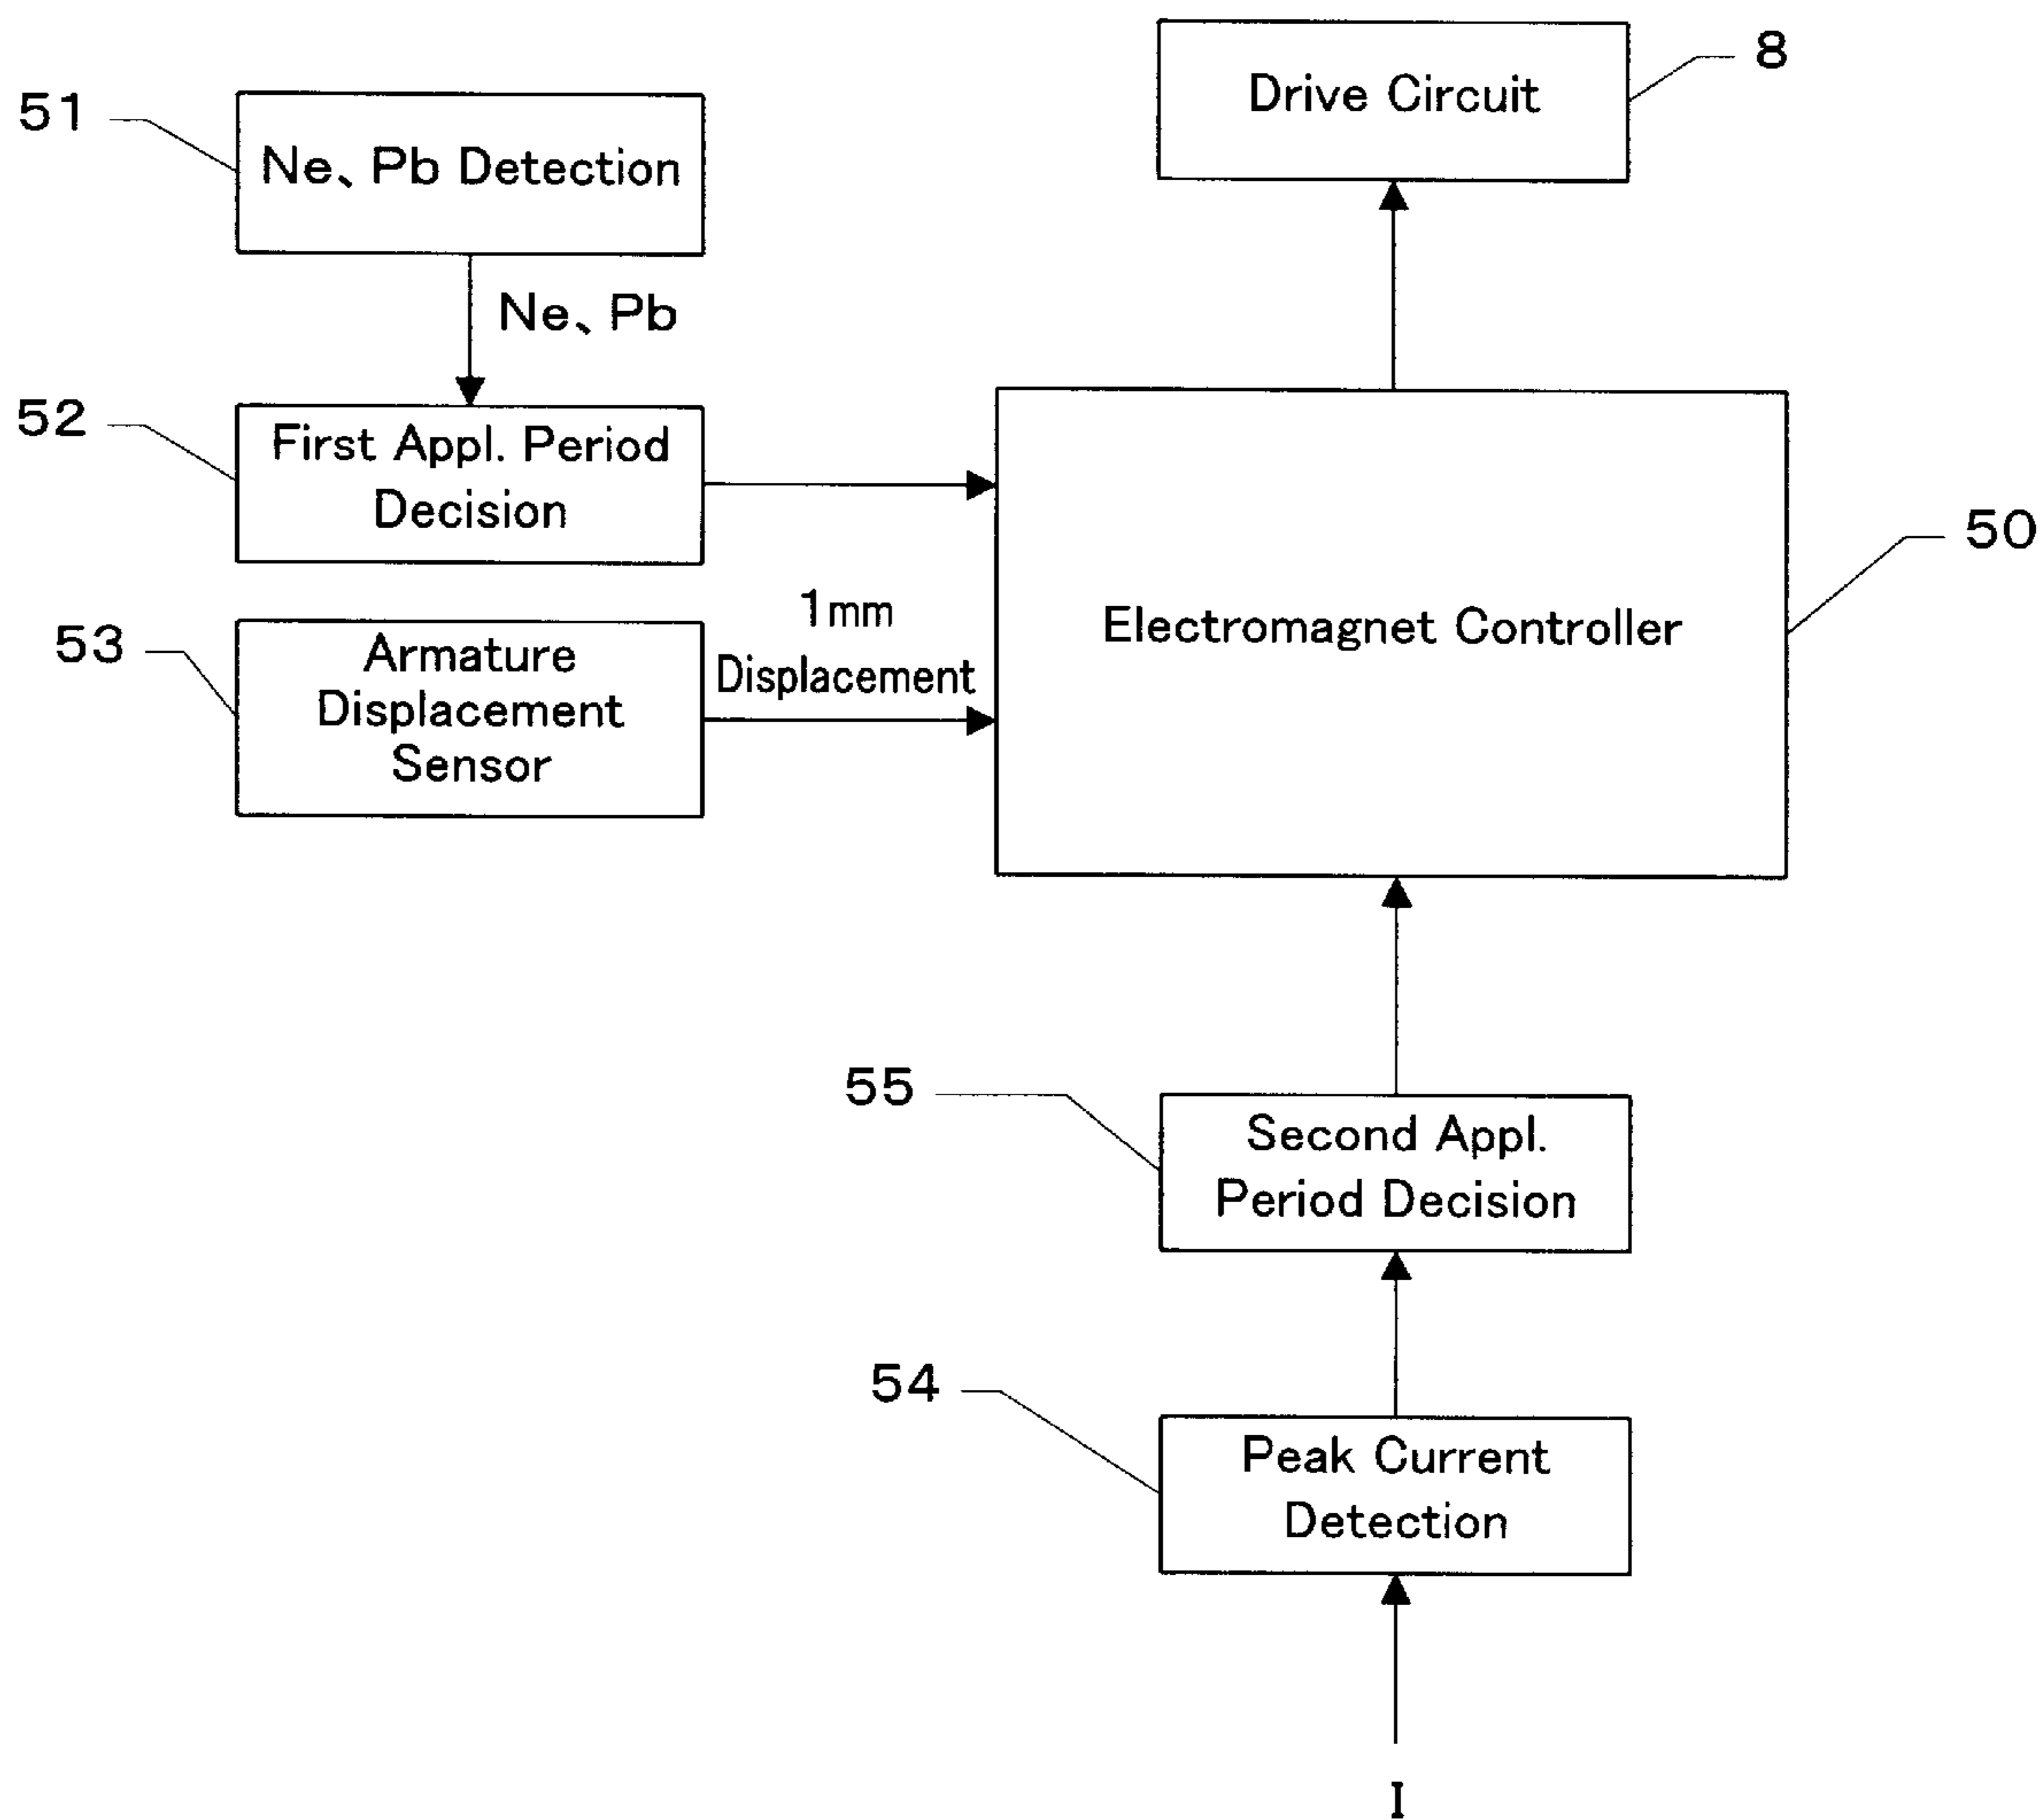 8
Drive Circuit
51
Ne、Pb Detection
Ne、Pb
52
First Appl. Period
Decision
50
53
Armature
Displacement
Sensor
1mm
Displacement
Electromagnet Controller
55
Second Appl.
Period Decision
54
Peak Current
Detection
I